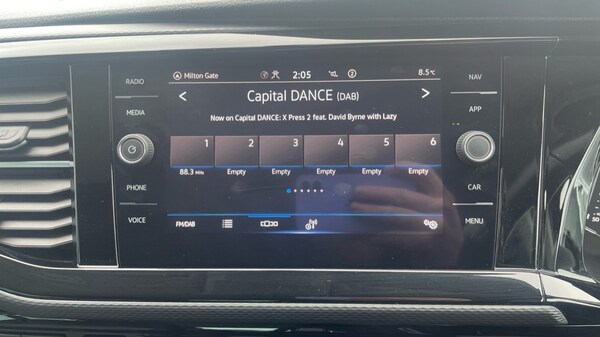 RADIO
MEDIA
PHONE
VOICE
Milton Gate
2:05
2
8.5°C
< Capital DANCE (DAB) >
Now on Capital DANCE: X Press 2 feat. David Byrne with Lazy
1 2 3 4 5 6
88.3 MHz Empty Empty Empty Empty Empty
FM/DAB
NAV
APP
CAR
MENU
50